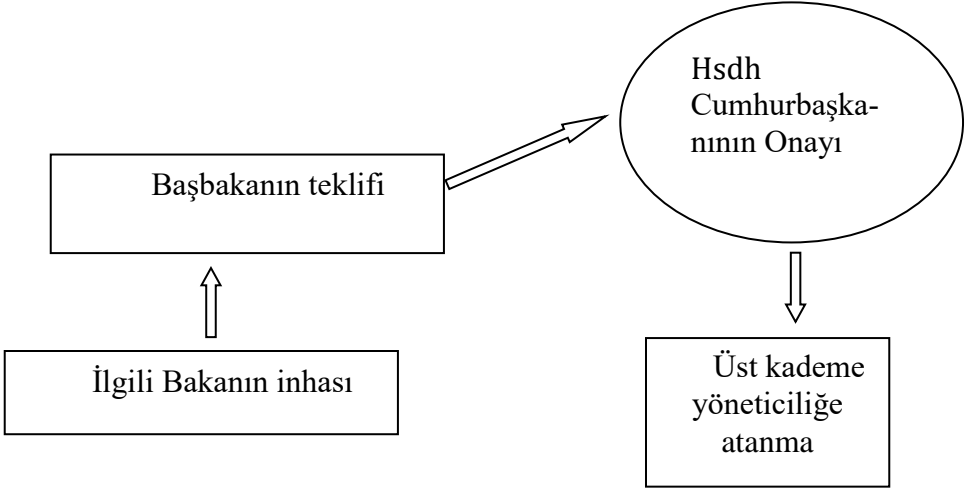 Hsdh
Cumhurbaşka-
nının Onayı
Başbakanın teklifi
İlgili Bakanın inhası
Üst kademe
yöneticiliğe
atanma